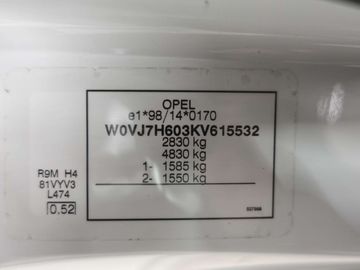 OPEL
e1*98/14*0170
W0VJ7H603KV615532
2830 kg
4830 kg
1- 1585 kg
2- 1550 kg
R9M H4
81VYV3
L474
0.52